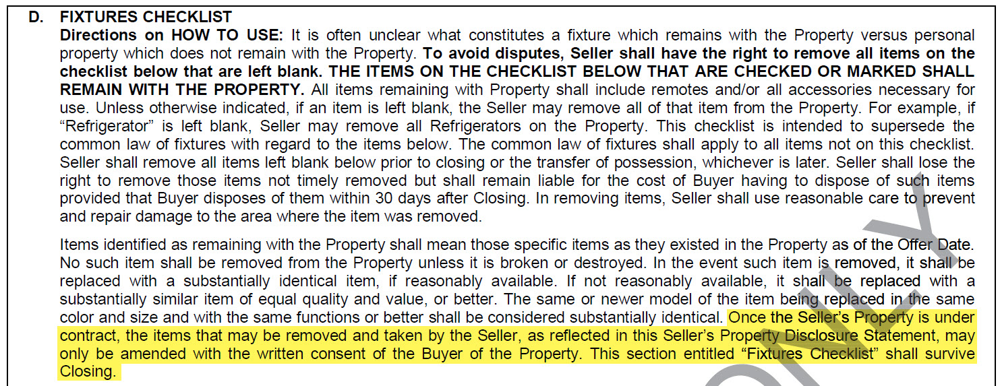 D. FIXTURES CHECKLIST
Directions on HOW TO USE: It is often unclear what constitutes a fixture which remains with the Property versus personal
property which does not remain with the Property. To avoid disputes, Seller shall have the right to remove all items on the
checklist below that are left blank. THE ITEMS ON THE CHECKLIST BELOW THAT ARE CHECKED OR MARKED SHALL
REMAIN WITH THE PROPERTY. All items remaining with Property shall include remotes and/or all accessories necessary for
use. Unless otherwise indicated, if an item is left blank, the Seller may remove all of that item from the Property. For example, if
“Refrigerator” is left blank, Seller may remove all Refrigerators on the Property. This checklist is intended to supersede the
common law of fixtures with regard to the items below. The common law of fixtures shall apply to all items not on this checklist.
Seller shall remove all items left blank below prior to closing or the transfer of possession, whichever is later. Seller shall lose the
right to remove those items not timely removed but shall remain liable for the cost of Buyer having to dispose of such items
provided that Buyer disposes of them within 30 days after Closing. In removing items, Seller shall use reasonable care to prevent
and repair damage to the area where the item was removed.
Items identified as remaining with the Property shall mean those specific items as they existed in the Property as of the Offer Date.
No such item shall be removed from the Property unless it is broken or destroyed. In the event such item is removed, it shall be
replaced with a substantially identical item, if reasonably available. If not reasonably available, it shall be replaced with a
substantially similar item of equal quality and value, or better. The same or newer model of the item being replaced in the same
color and size and with the same functions or better shall be considered substantially identical. Once the Seller’s Property is under
contract, the items that may be removed and taken by the Seller, as reflected in this Seller’s Property Disclosure Statement, may
only be amended with the written consent of the Buyer of the Property. This section entitled “Fixtures Checklist” shall survive
Closing.
ONLY